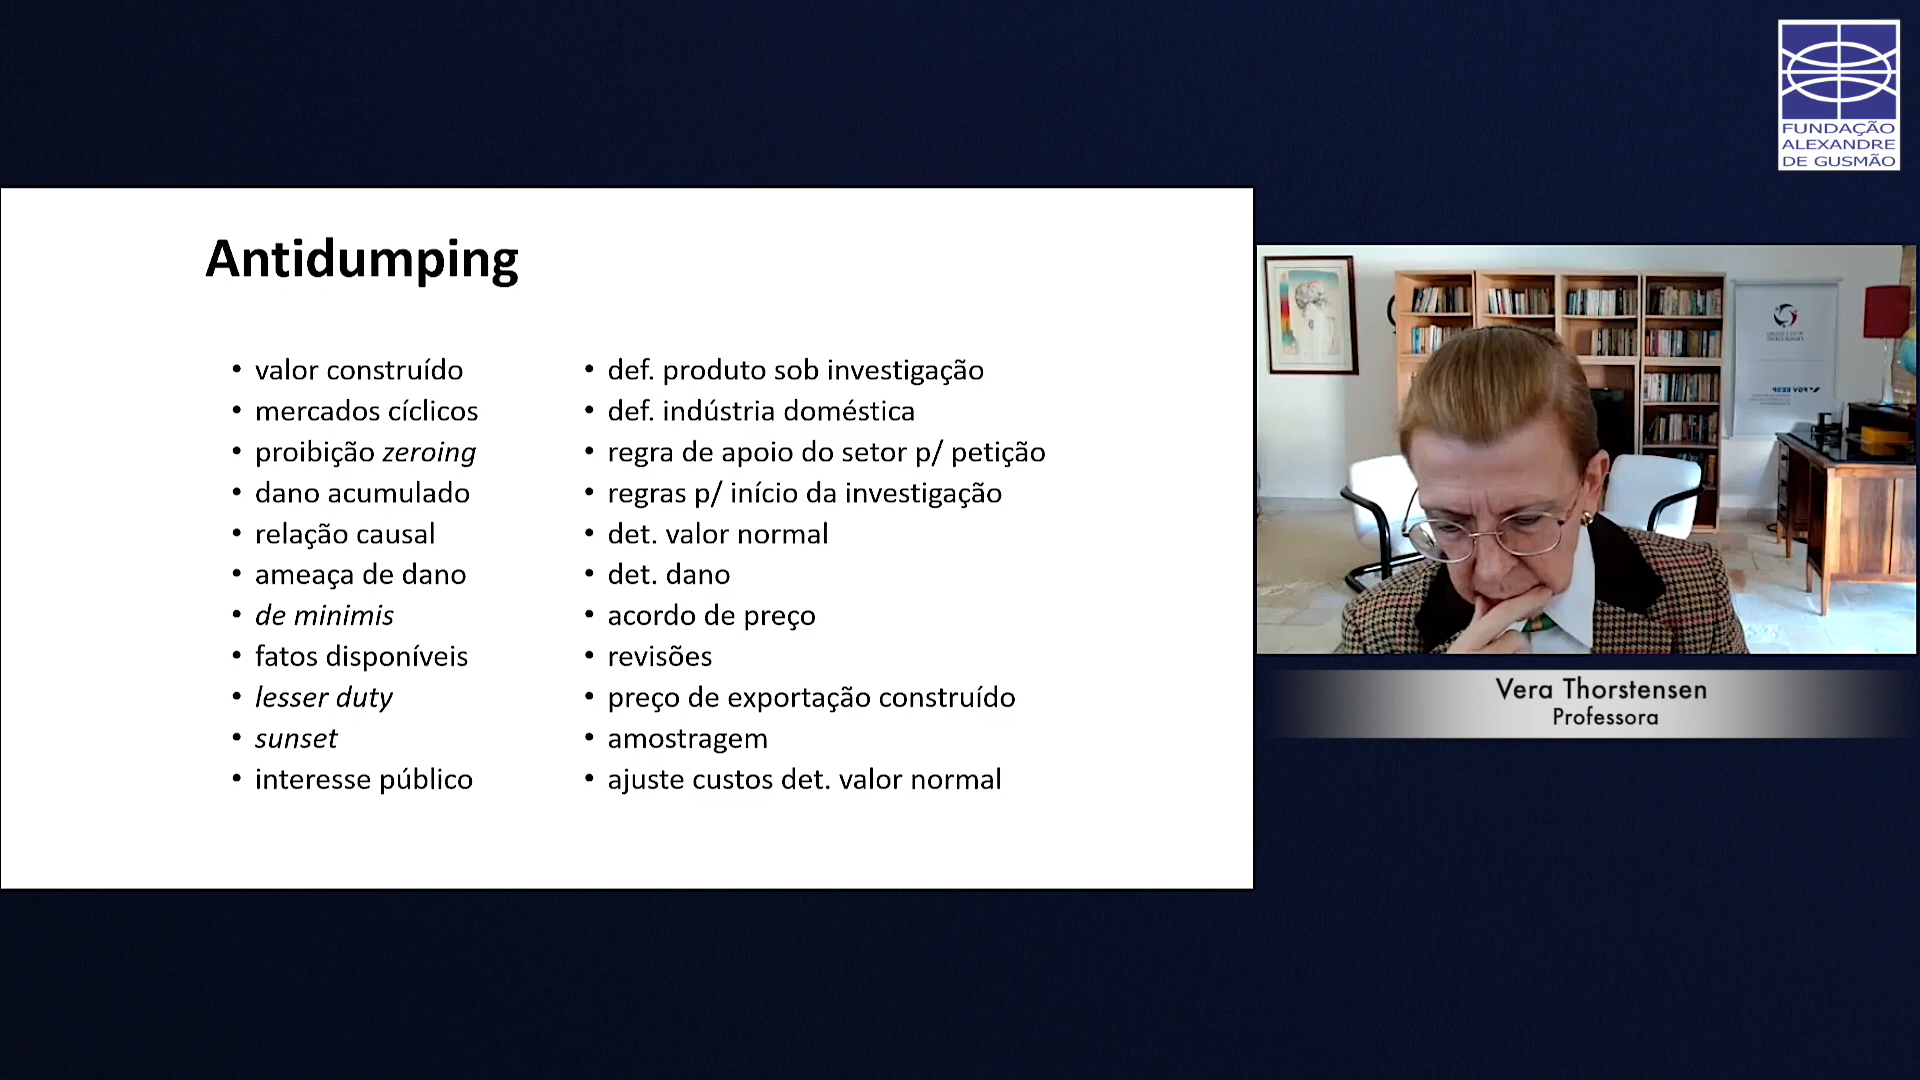 FUNDAÇÃO
ALEXANDRE
DE GUSMÃO
Antidumping
• valor construído
• mercados cíclicos
• proibição zeroing
• dano acumulado
• relação causal
• ameaça de dano
• de minimis
• fatos disponíveis
• lesser duty
• sunset
• interesse público
• def. produto sob investigação
• def. indústria doméstica
• regra de apoio do setor p/ petição
• regras p/ início da investigação
• det. valor normal
• det. dano
• acordo de preço
• revisões
• preço de exportação construído
• amostragem
• ajuste custos det. valor normal
Vera Thorstensen
Professora